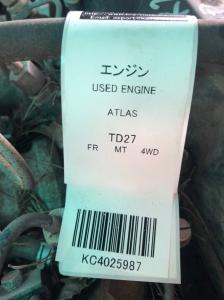 エンジン
USED ENGINE
ATLAS
TD27
FR MT 4WD
KC4025987